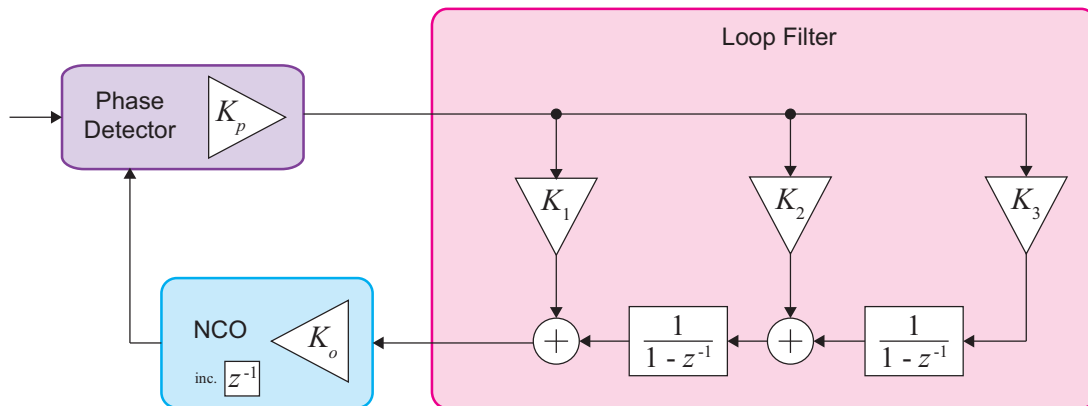 Loop Filter
Phase
Detector
K_p
K_1
K_2
K_3
NCO
K_o
inc. z^{-1}
+
1
1 - z^{-1}
+
1
1 - z^{-1}